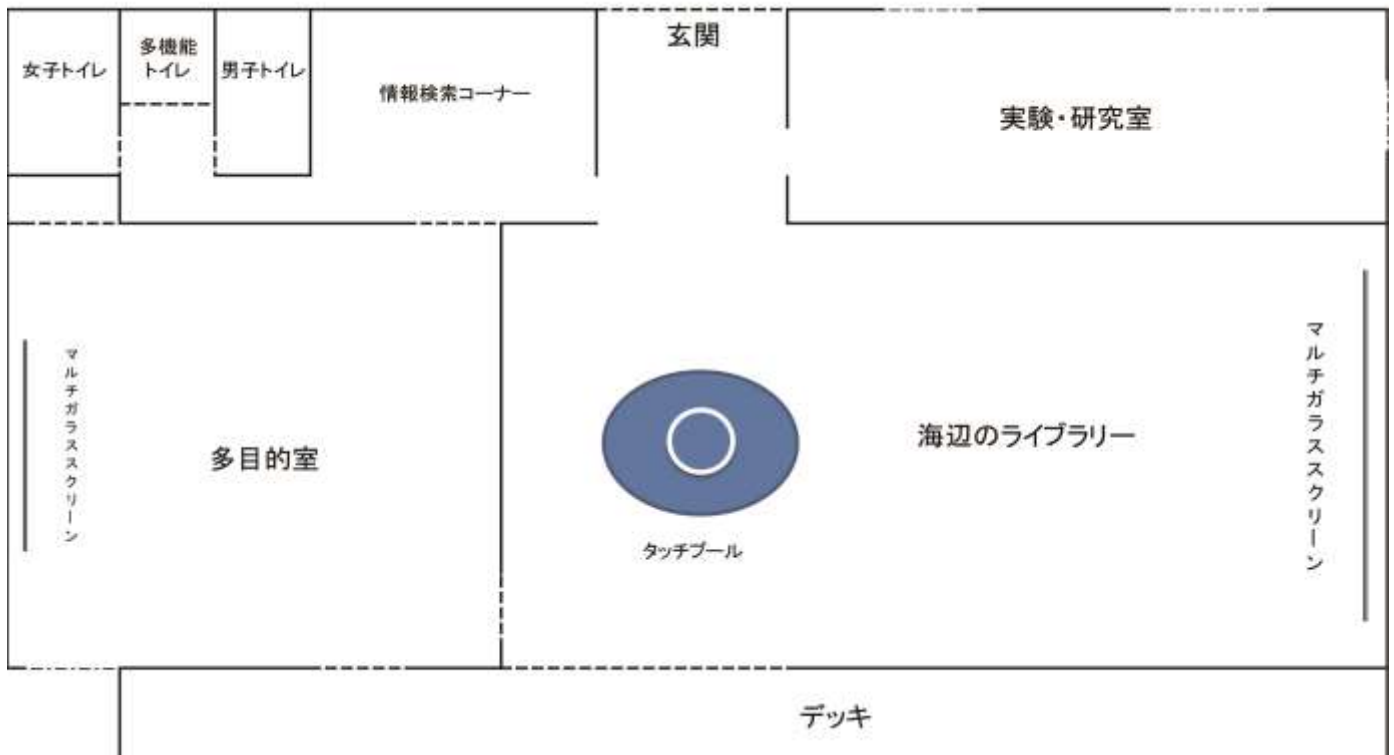 女子トイレ
多機能
トイレ
男子トイレ
情報検索コーナー
玄関
実験・研究室
マルチガラススクリーン
多目的室
タッチプール
海辺のライブラリー
マルチガラススクリーン
デッキ